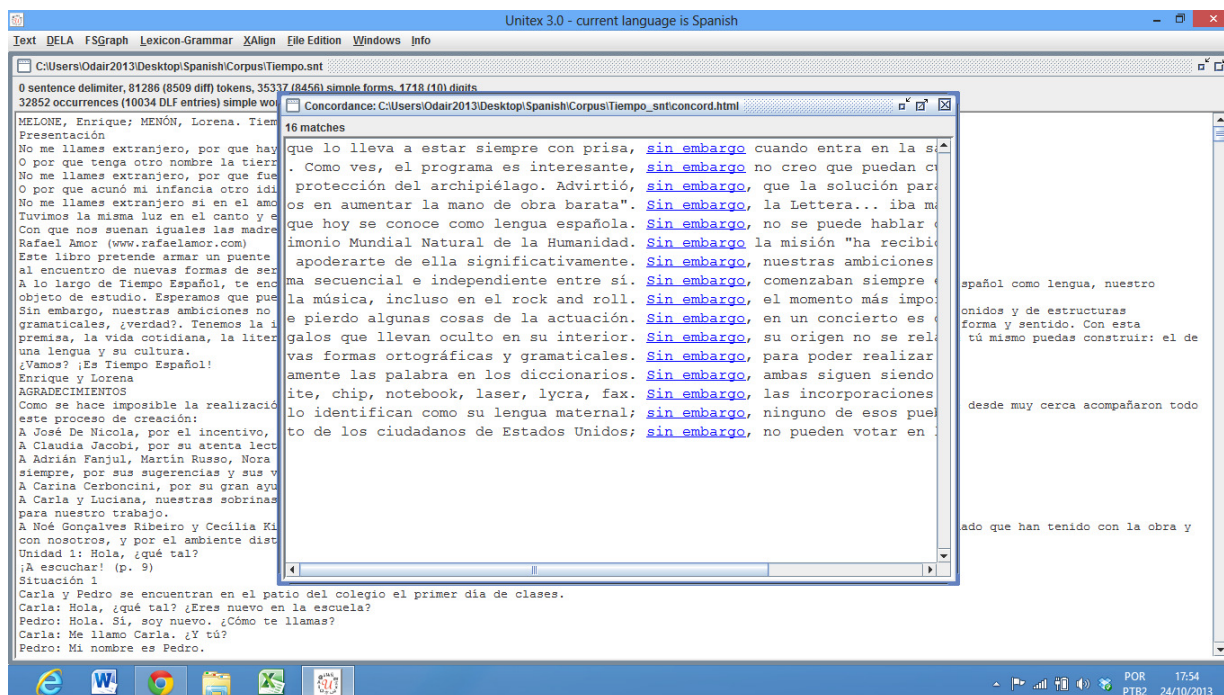 Unitex 3.0 - current language is Spanish
Text DELA FSGraph Lexicon-Grammar XAlign File Edition Windows Info
C:\Users\Odair2013\Desktop\Spanish\Corpus\Tiempo.snt
0 sentence delimiter, 81286 (8509 diff) tokens, 35337 (8456) simple forms, 1718 (10) digits
32852 occurrences (10034 DLF entries) simple wor
Concordance: C:\Users\Odair2013\Desktop\Spanish\Corpus\Tiempo_snt\concord.html
16 matches
que lo lleva a estar siempre con prisa, sin embargo cuando entra en la sa
. Como ves, el programa es interesante, sin embargo no creo que puedan cu
protección del archipiélago. Advirtió, sin embargo, que la solución para
os en aumentar la mano de obra barata". Sin embargo, la Lettera... iba má
que hoy se conoce como lengua española. Sin embargo, no se puede hablar
imonio Mundial Natural de la Humanidad. Sin embargo la misión "ha recibid
apoderarte de ella significativamente. Sin embargo, nuestras ambiciones
ma secuencial e independiente entre sí. Sin embargo, comenzaban siempre
la música, incluso en el rock and roll. Sin embargo, el momento más impo
e pierdo algunas cosas de la actuación. Sin embargo, en un concierto es
galos que llevan oculto en su interior. Sin embargo, su origen no se rela
vas formas ortográficas y gramaticales. Sin embargo, para poder realizar
amente las palabra en los diccionarios. Sin embargo, ambas siguen siendo
ite, chip, notebook, laser, lycra, fax. Sin embargo, las incorporaciones
lo identifican como su lengua maternal; sin embargo, ninguno de esos pueb
to de los ciudadanos de Estados Unidos; sin embargo, no pueden votar en
MELONE, Enrique; MENÓN, Lorena. Tiem
Presentación
No me llames extranjero, por que hay
O por que tenga otro nombre la tierr
No me llames extranjero, por que fue
O por que acunó mi infancia otro idi
No me llames extranjero si en el amo
Tuvimos la misma luz en el canto y e
Con que nos suenan iguales las madre
Rafael Amor (www.rafaelamor.com)
Este libro pretende armar un puente
al encuentro de nuevas formas de ser
A lo largo de Tiempo Español, te enc spañol como lengua, nuestro
objeto de estudio. Esperamos que pue
Sin embargo, nuestras ambiciones no onidos y de estructuras
gramaticales, ¿verdad?. Tenemos la i forma y sentido. Con esta
premisa, la vida cotidiana, la liter tú mismo puedas construir: el de
una lengua y su cultura.
¿Vamos? ¡Es Tiempo Español!
Enrique y Lorena
AGRADECIMIENTOS
Como se hace imposible la realizació desde muy cerca acompañaron todo
este proceso de creación:
A José De Nicola, por el incentivo,
A Claudia Jacobi, por su atenta lect
A Adrián Fanjul, Martín Russo, Nora
siempre, por sus sugerencias y sus v
A Carina Cerboncini, por su gran ayu
A Carla y Luciana, nuestras sobrinas
para nuestro trabajo.
A Noé Gonçalves Ribeiro y Cecília Ki ado que han tenido con la obra y
con nosotros, y por el ambiente dist
Unidad 1: Hola, ¿qué tal?
¡A escuchar! (p. 9)
Situación 1
Carla y Pedro se encuentran en el patio del colegio el primer día de clases.
Carla: Hola, ¿qué tal? ¿Eres nuevo en la escuela?
Pedro: Hola. Sí, soy nuevo. ¿Cómo te llamas?
Carla: Me llamo Carla. ¿Y tú?
Pedro: Mi nombre es Pedro.
POR 17:54
PTB2 24/10/2013